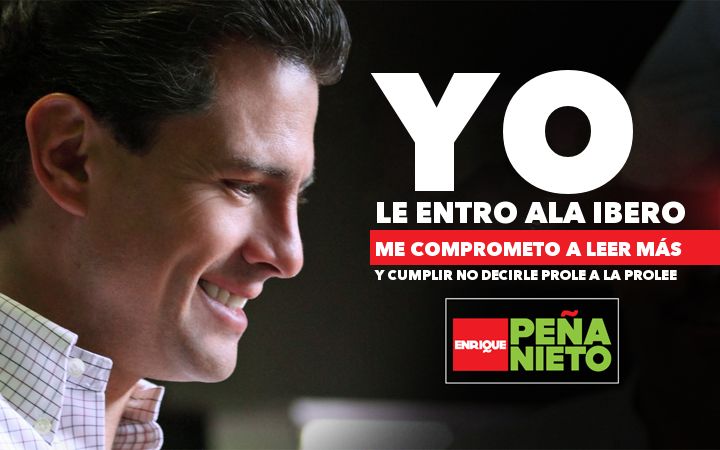 YO
LE ENTRO ALA IBERO
ME COMPROMETO A LEER MÁS
Y CUMPLIR NO DECIRLE PROLE A LA PROLEE
ENRIQUE
PEÑA
NIETO